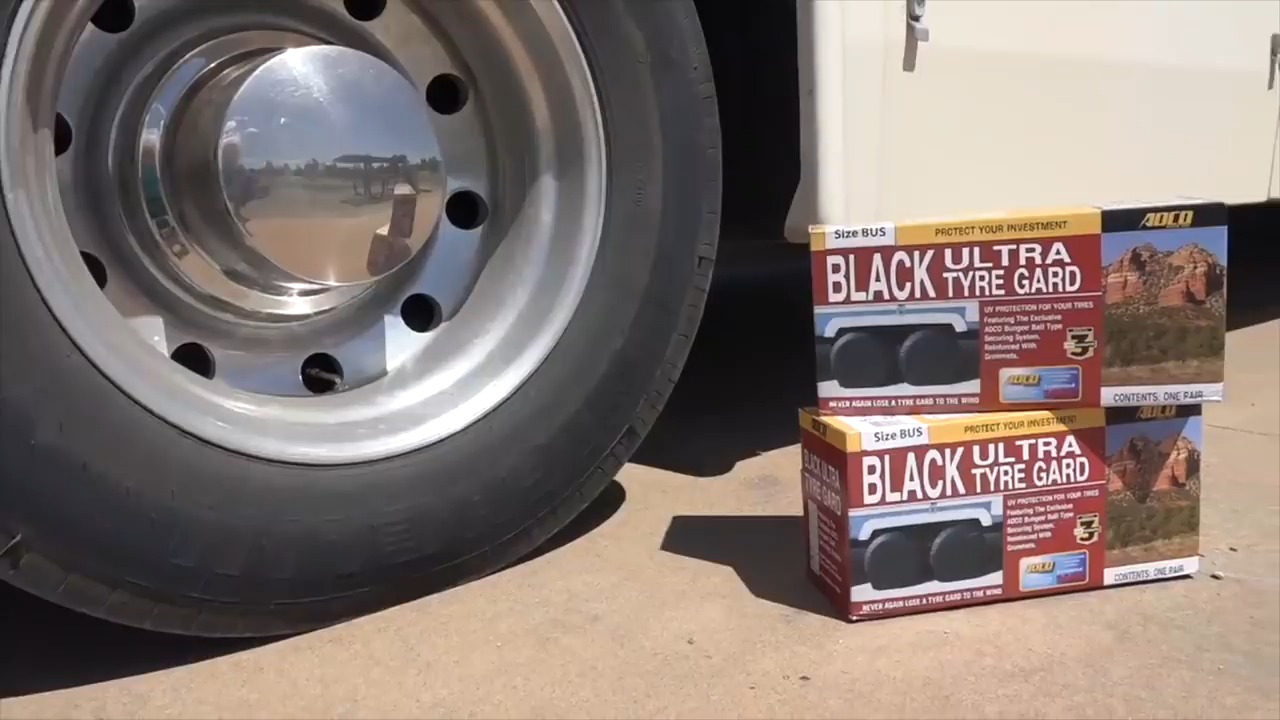 Size BUS
PROTECT YOUR INVESTMENT
ADCO
BLACK ULTRA
TYRE GARD
UV PROTECTION FOR YOUR TIRES
Featuring The Exclusive
ADCO Bungee Ball Type
Securing System.
Reinforced With
Grommets.
3
ADCO
NEVER AGAIN LOSE A TYRE GARD TO THE WIND
CONTENTS: ONE PAIR
Size BUS
PROTECT YOUR INVESTMENT
ADCO
BLACK ULTRA
TYRE GARD
UV PROTECTION FOR YOUR TIRES
Featuring The Exclusive
ADCO Bungee Ball Type
Securing System.
Reinforced With
Grommets.
3
ADCO
NEVER AGAIN LOSE A TYRE GARD TO THE WIND
CONTENTS: ONE PAIR
BLACK ULTRA
TYRE GARD